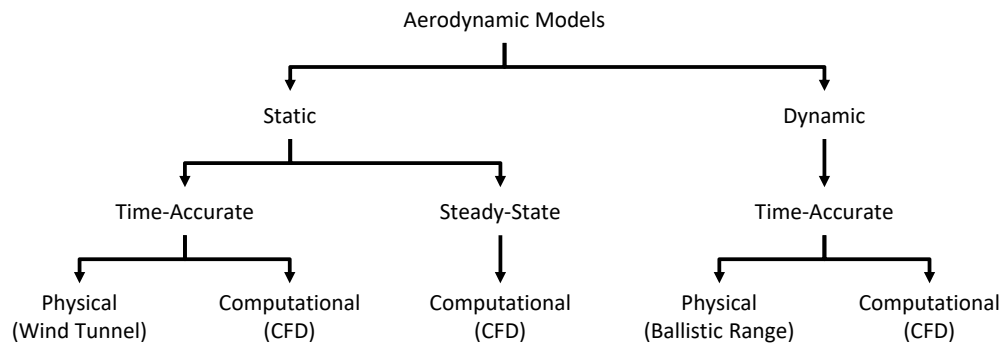 Aerodynamic Models
Static
Dynamic
Time-Accurate
Steady-State
Time-Accurate
Physical
(Wind Tunnel)
Computational
(CFD)
Computational
(CFD)
Physical
(Ballistic Range)
Computational
(CFD)